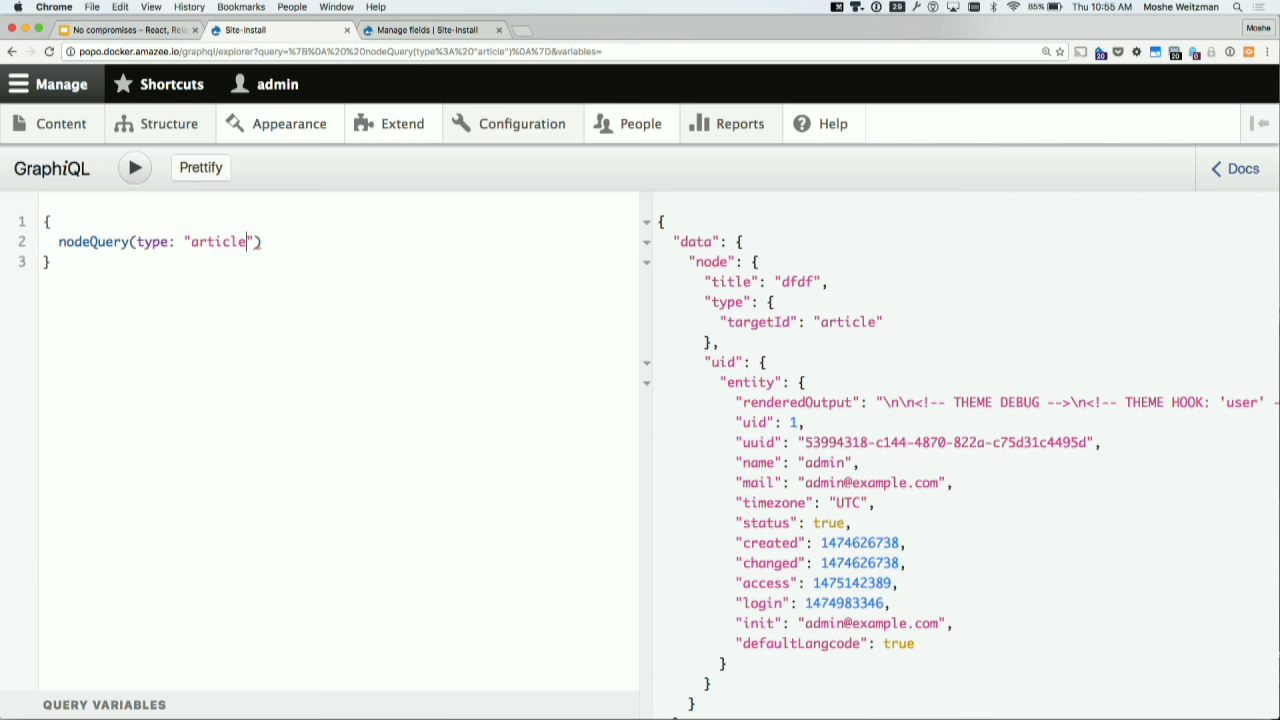 Chrome File Edit View History Bookmarks People Window Help 29 85% Thu 10:55 AM Moshe Weitzman
No compromises – React, Rela × Site-Install × Manage fields | Site-Install × Moshe
popo.docker.amazee.io/graphql/explorer?query=%7B%0A%20%20nodeQuery(type%3A%20"article")%0A%7D&variables=
Manage Shortcuts admin
Content Structure Appearance Extend Configuration People Reports Help
GraphiQL Prettify Docs
1 {
2 nodeQuery(type: "article")
3 }
{
"data": {
"node": {
"title": "dfdf",
"type": {
"targetId": "article"
},
"uid": {
"entity": {
"renderedOutput": "\n\n<!-- THEME DEBUG -->\n<!-- THEME HOOK: 'user' -
"uid": 1,
"uuid": "53994318-c144-4870-822a-c75d31c4495d",
"name": "admin",
"mail": "admin@example.com",
"timezone": "UTC",
"status": true,
"created": 1474626738,
"changed": 1474626738,
"access": 1475142389,
"login": 1474983346,
"init": "admin@example.com",
"defaultLangcode": true
}
}
}
QUERY VARIABLES